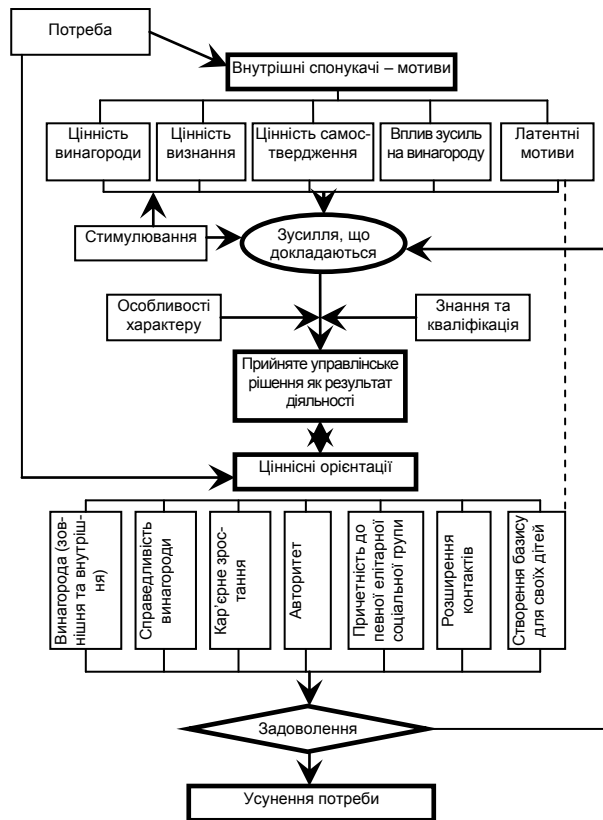 Потреба
Внутрішні спонукачі – мотиви
Цінність
винагороди
Цінність
визнання
Цінність самос-
твердження
Вплив зусиль
на винагороду
Латентні
мотиви
Стимулювання
Зусилля, що
докладаються
Особливості
характеру
Знання та
кваліфікація
Прийняте управлінське
рішення як результат
діяльності
Ціннісні орієнтації
Винагорода (зов-
нішня та внутріш-
ня)
Справедливість
винагороди
Кар’єрне зрос-
тання
Авторитет
Причетність до
певної елітарної
соціальної групи
Розширення
контактів
Створення базису
для своїх дітей
Задоволення
Усунення потреби